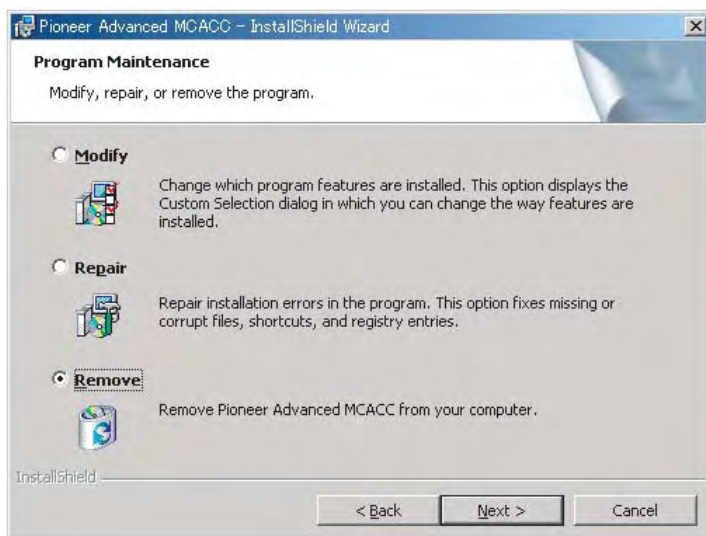 Pioneer Advanced MCACC - InstallShield Wizard
Program Maintenance
Modify, repair, or remove the program.
Modify
Change which program features are installed. This option displays the
Custom Selection dialog in which you can change the way features are
installed.
Repair
Repair installation errors in the program. This option fixes missing or
corrupt files, shortcuts, and registry entries.
Remove
Remove Pioneer Advanced MCACC from your computer.
InstallShield
< Back
Next >
Cancel